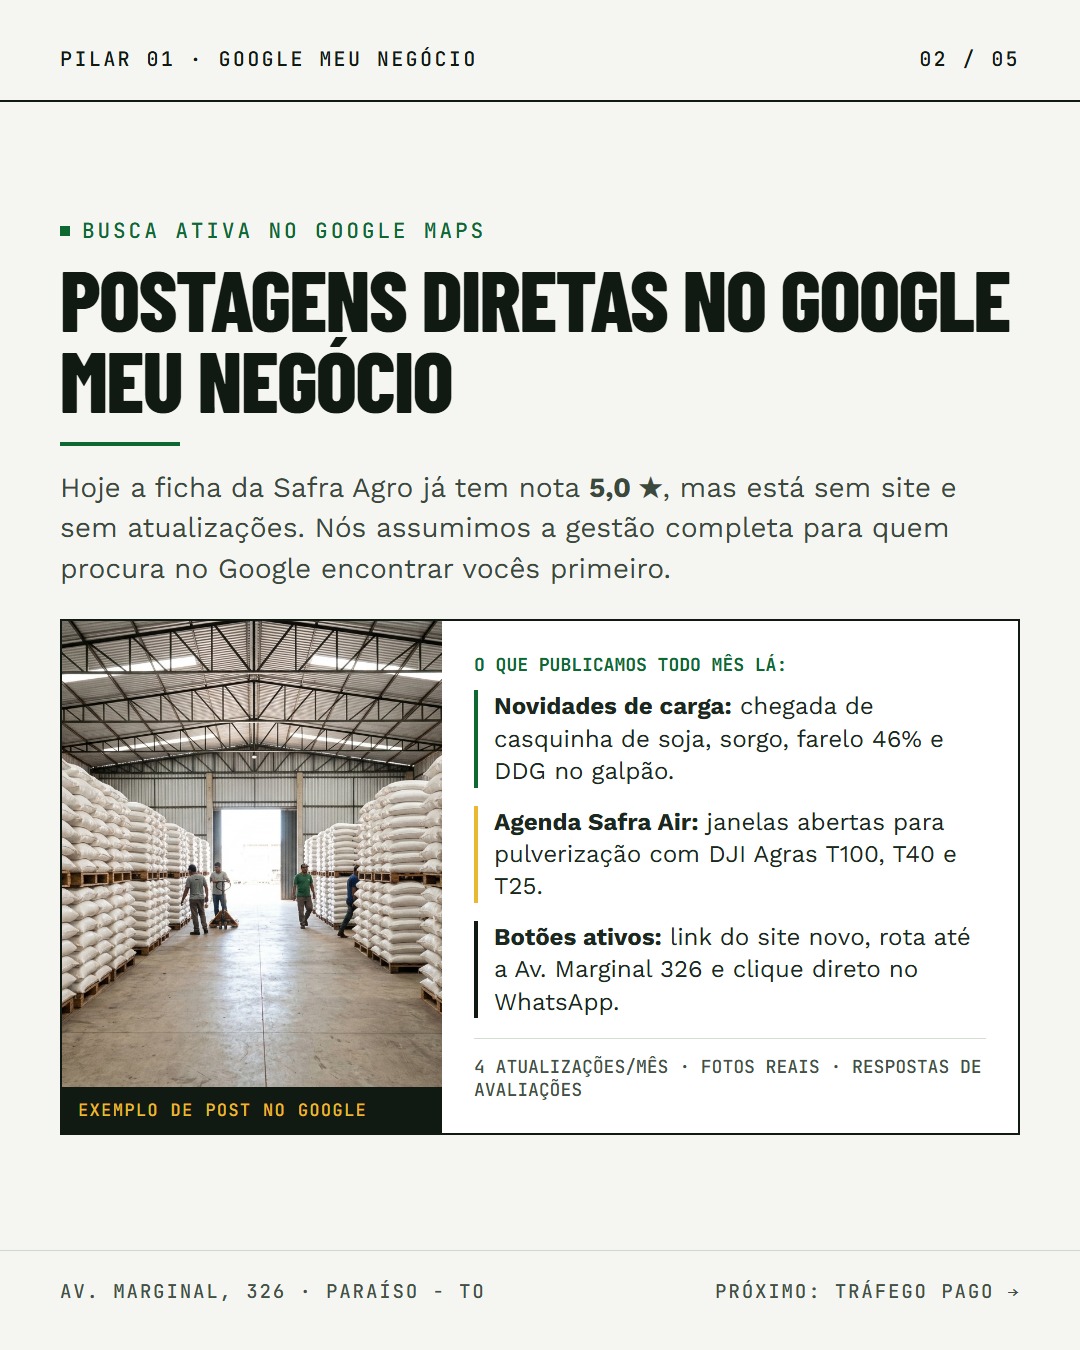 PILAR 01 · GOOGLE MEU NEGÓCIO
02 / 05
BUSCA ATIVA NO GOOGLE MAPS
POSTAGENS DIRETAS NO GOOGLE
MEU NEGÓCIO
Hoje a ficha da Safra Agro já tem nota 5,0 ★, mas está sem site e
sem atualizações. Nós assumimos a gestão completa para quem
procura no Google encontrar vocês primeiro.
EXEMPLO DE POST NO GOOGLE
O QUE PUBLICAMOS TODO MÊS LÁ:
Novidades de carga: chegada de
casquinha de soja, sorgo, farelo 46% e
DDG no galpão.
Agenda Safra Air: janelas abertas para
pulverização com DJI Agras T100, T40 e
T25.
Botões ativos: link do site novo, rota até
a Av. Marginal 326 e clique direto no
WhatsApp.
4 ATUALIZAÇÕES/MÊS · FOTOS REAIS · RESPOSTAS DE
AVALIAÇÕES
AV. MARGINAL, 326 · PARAÍSO - TO
PRÓXIMO: TRÁFEGO PAGO →